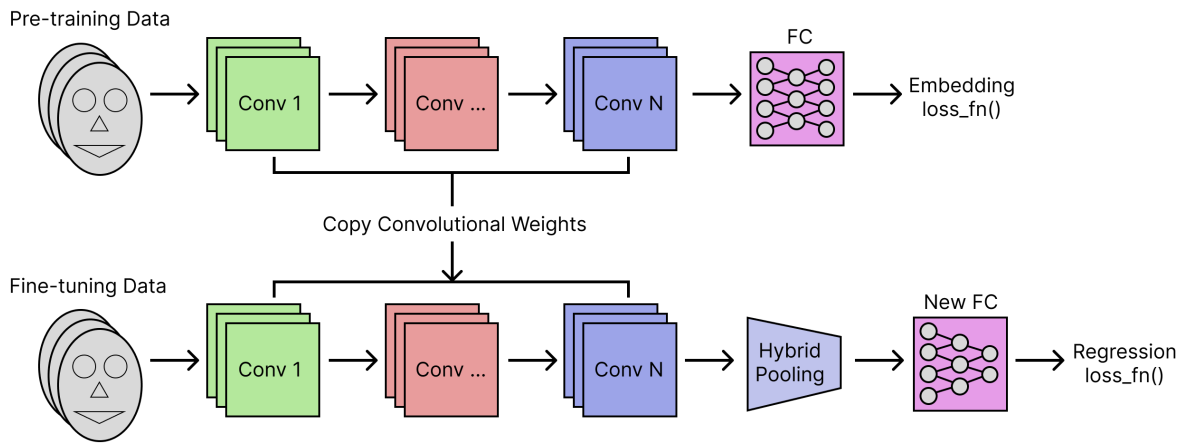 Pre-training Data
FC
Conv 1
Conv ...
Conv N
Embedding
loss_fn()
Copy Convolutional Weights
Fine-tuning Data
New FC
Conv 1
Conv ...
Conv N
Hybrid
Pooling
Regression
loss_fn()